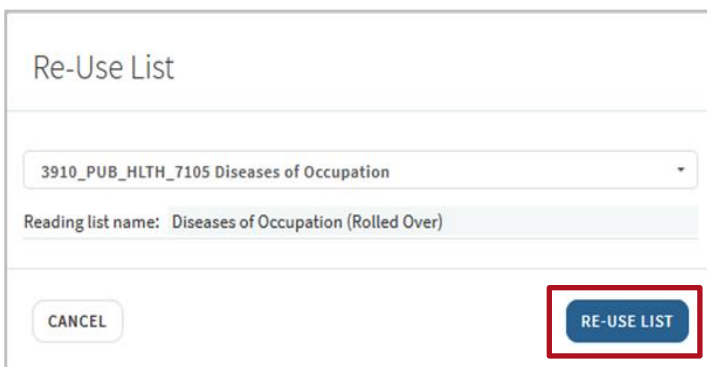 Re-Use List
3910_PUB_HLTH_7105 Diseases of Occupation
Reading list name: Diseases of Occupation (Rolled Over)
CANCEL RE-USE LIST